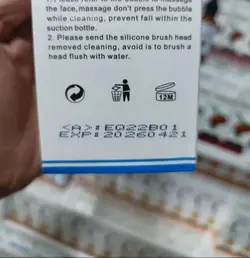 the face,massage don't press the bubble
while cleaning, prevent fall within the
suction bottle.
2. Please send the silicone brush head
removed cleaning, avoid is to brush a
head flush with water.
12M
<A>:EQ22B01
EXP:20260421